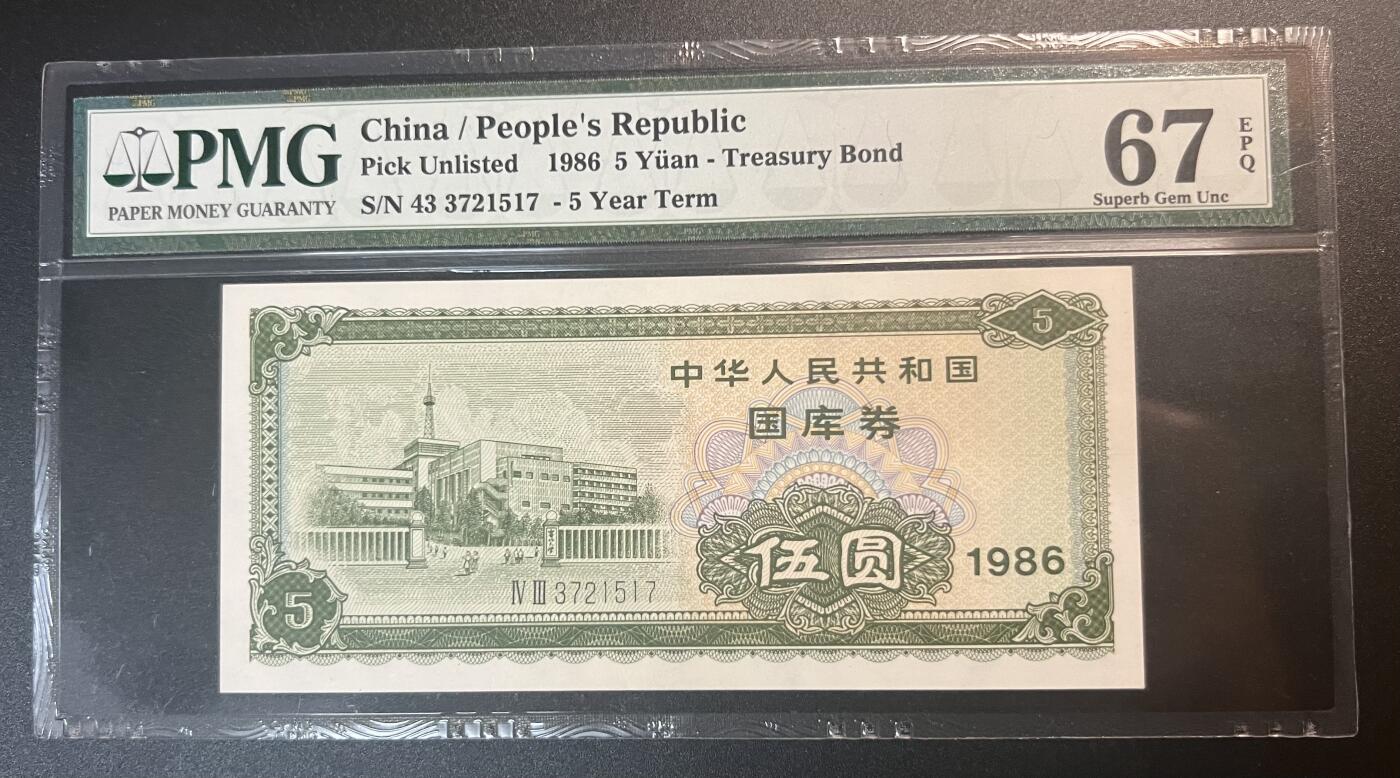 PMG
PAPER MONEY GUARANTY
China / People's Republic
Pick Unlisted 1986 5 Yüan - Treasury Bond
S/N 43 3721517 - 5 Year Term
67
EPQ
Superb Gem Unc
5
中华人民共和国
国库券
伍圆
1986
ⅣⅢ3721517
5